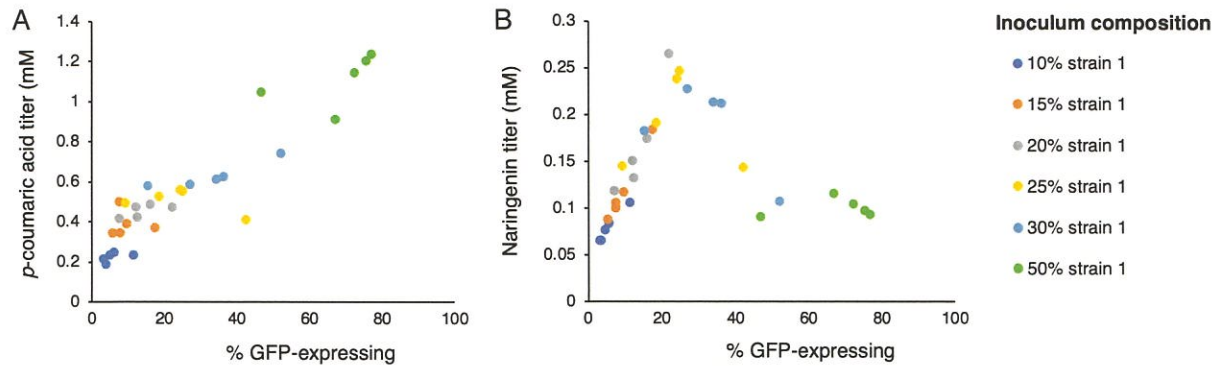 A
p-coumaric acid titer (mM
1.4
1.2
1
0.8
0.6
0.4
0.2
0
0 20 40 60 80 100
% GFP-expressing
B
Naringenin titer (mM)
0.3
0.25
0.2
0.15
0.1
0.05
0
0 20 40 60 80 100
% GFP-expressing
Inoculum composition
10% strain 1
15% strain 1
20% strain 1
25% strain 1
30% strain 1
50% strain 1